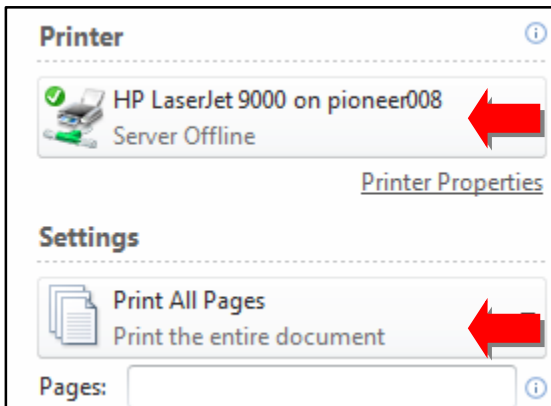 Printer
HP LaserJet 9000 on pioneer008
Server Offline
Printer Properties
Settings
Print All Pages
Print the entire document
Pages: